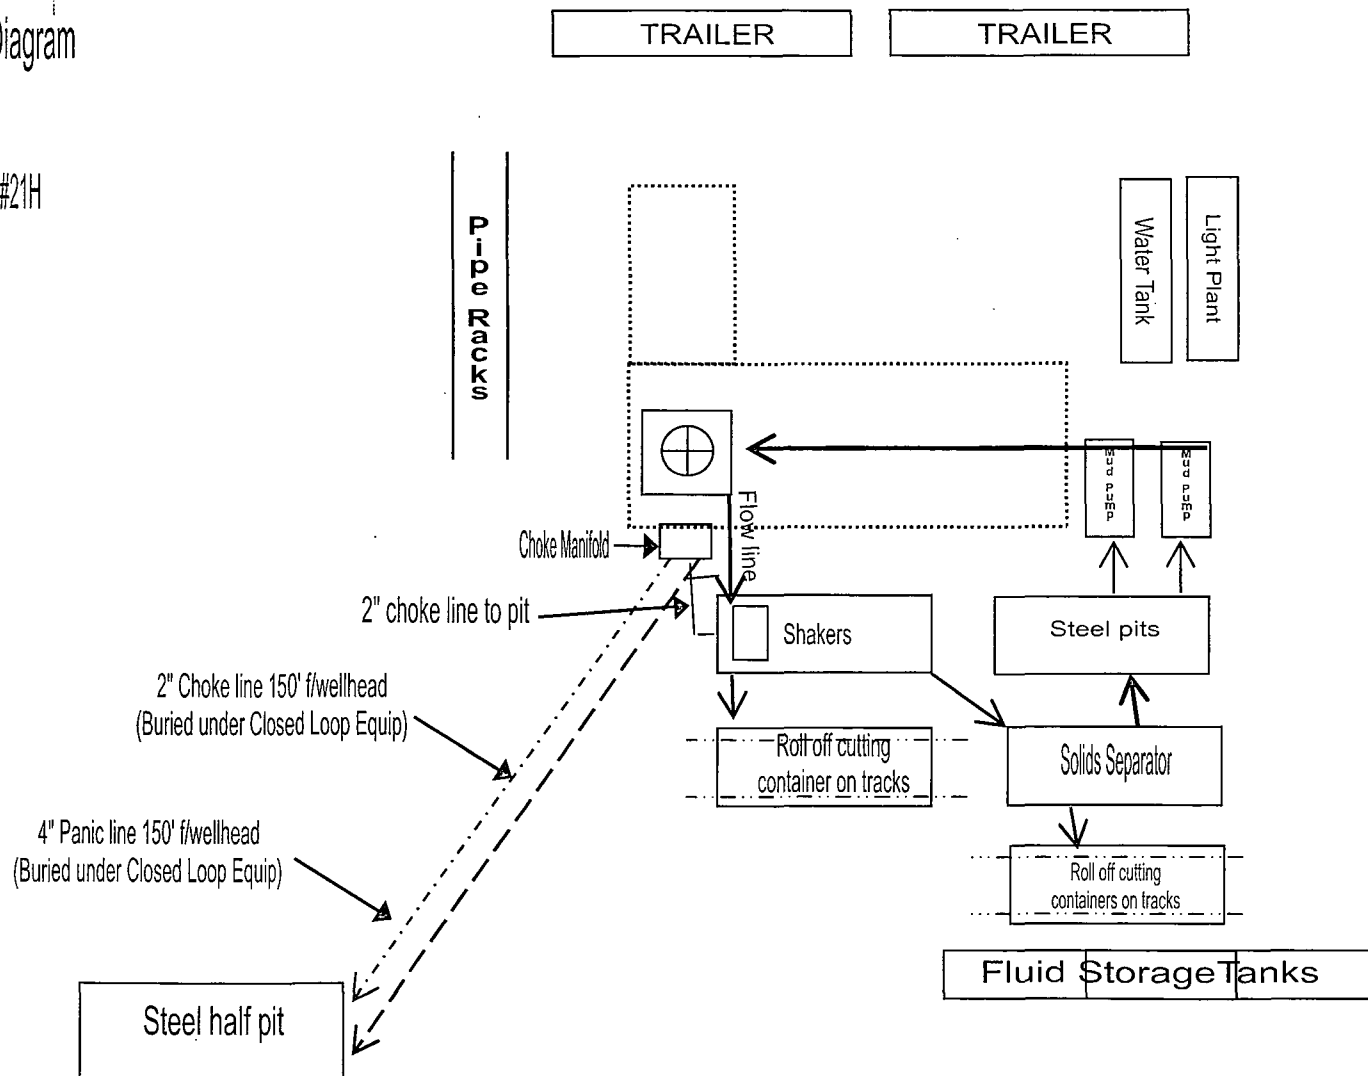 Diagram
TRAILER
TRAILER
#21H
Pipe Racks
Water Tank
Light Plant
Mud Pump
Mud Pump
Flow line
Choke Manifold
2" choke line to pit
Shakers
Steel pits
2" Choke line 150' f/wellhead
(Buried under Closed Loop Equip)
Roll off cutting
container on tracks
Solids Separator
4" Panic line 150' f/wellhead
(Buried under Closed Loop Equip)
Roll off cutting
containers on tracks
Fluid StorageTanks
Steel half pit